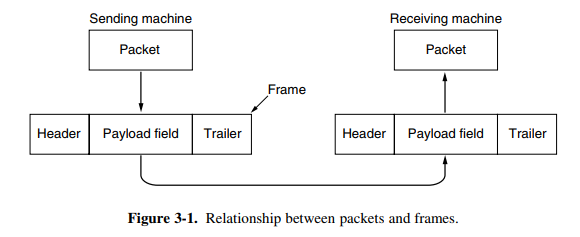 Sending machine
Receiving machine
Packet
Packet
Frame
Header Payload field Trailer
Header Payload field Trailer
Figure 3-1. Relationship between packets and frames.